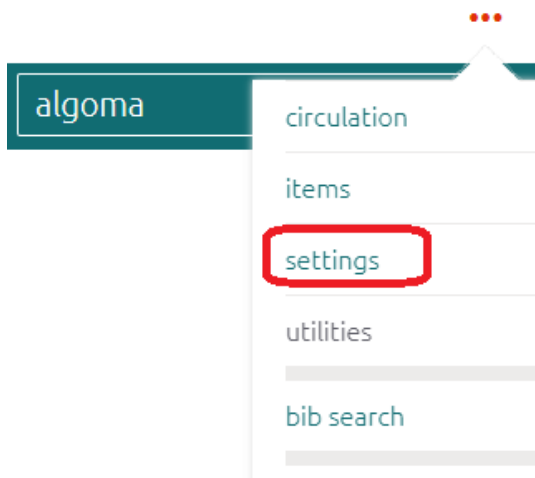 algoma
circulation
items
settings
utilities
bib search